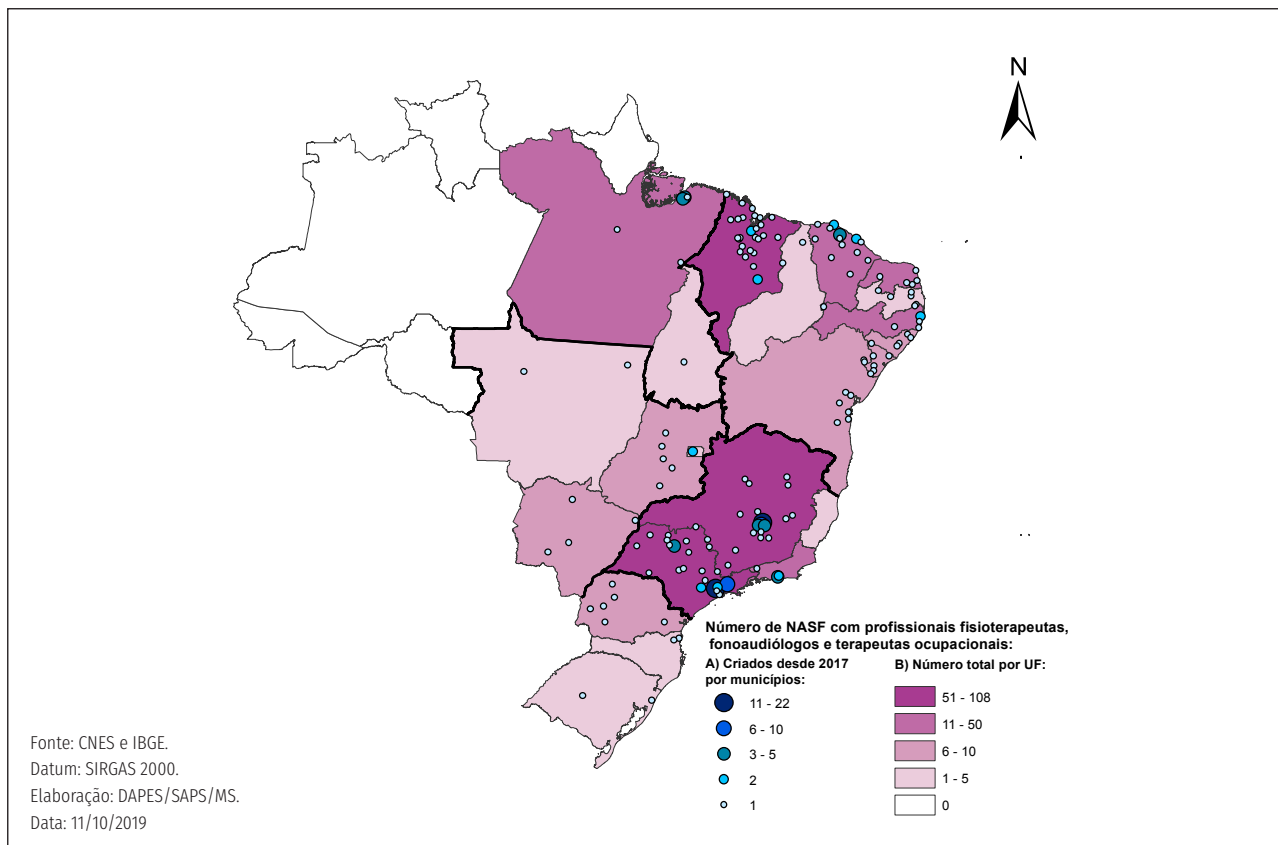 N
Número de NASF com profissionais fisioterapeutas,
fonoaudiólogos e terapeutas ocupacionais:
A) Criados desde 2017
por municípios:
11 - 22
6 - 10
3 - 5
2
1
B) Número total por UF:
51 - 108
11 - 50
6 - 10
1 - 5
0
Fonte: CNES e IBGE.
Datum: SIRGAS 2000.
Elaboração: DAPES/SAPS/MS.
Data: 11/10/2019